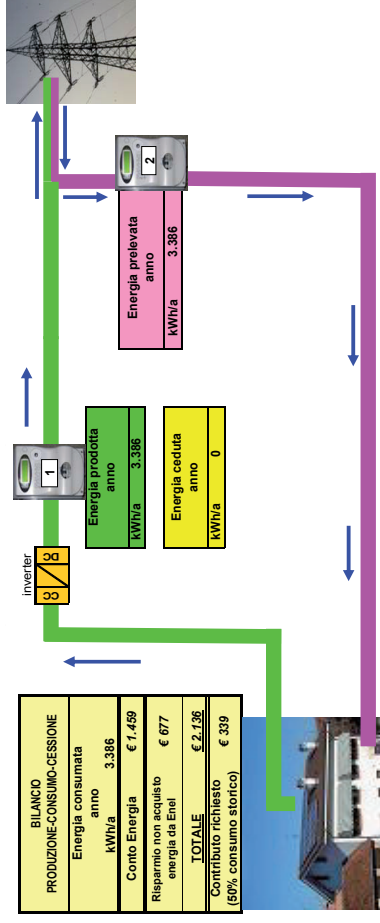 BILANCIO
PRODUZIONE-CONSUMO-CESSIONE
Energia consumata
anno
kWh/a 3.386
Conto Energia € 1.459
Risparmio non acquisto
energia da Enel € 677
TOTALE € 2.136
Contributo richiesto
(50% consumo storico) € 339
inverter
CC
DC
1
Energia prodotta
anno
kWh/a 3.386
Energia ceduta
anno
kWh/a 0
2
Energia prelevata
anno
kWh/a 3.386